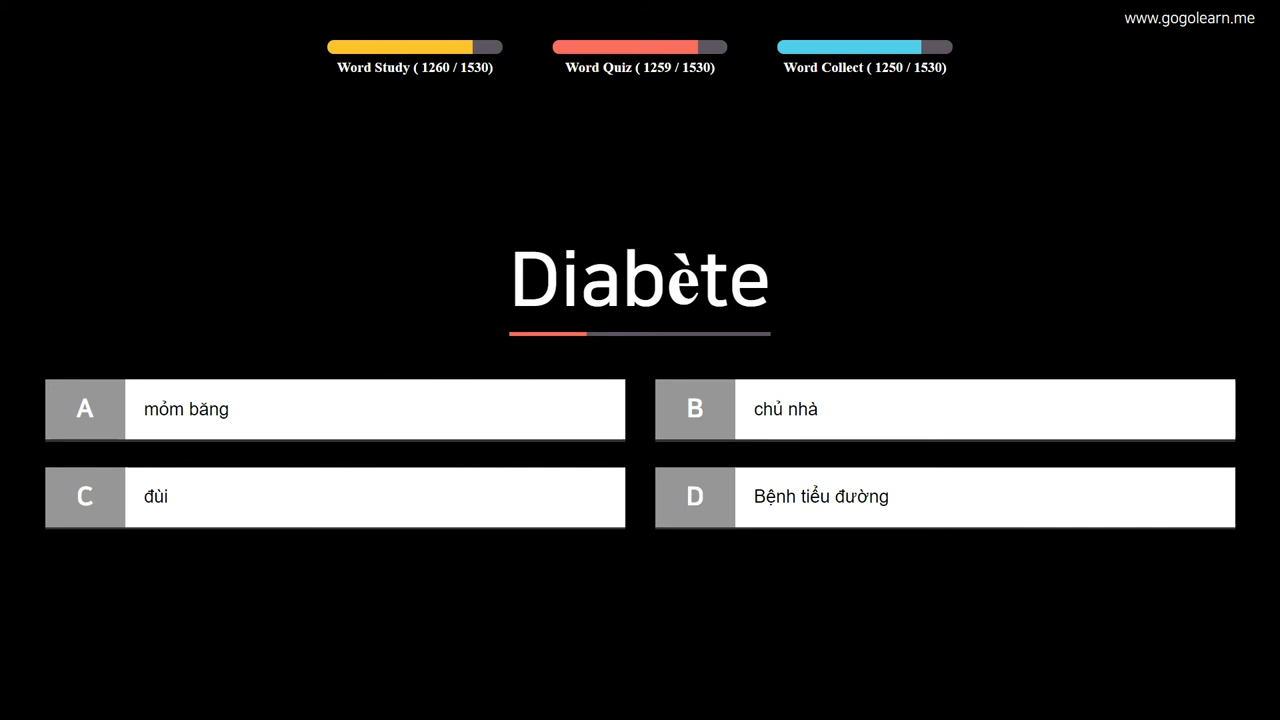 www.gogolearn.me
Word Study ( 1260 / 1530)
Word Quiz ( 1259 / 1530)
Word Collect ( 1250 / 1530)
Diabète
A
mỏm băng
B
chủ nhà
C
đùi
D
Bệnh tiểu đường